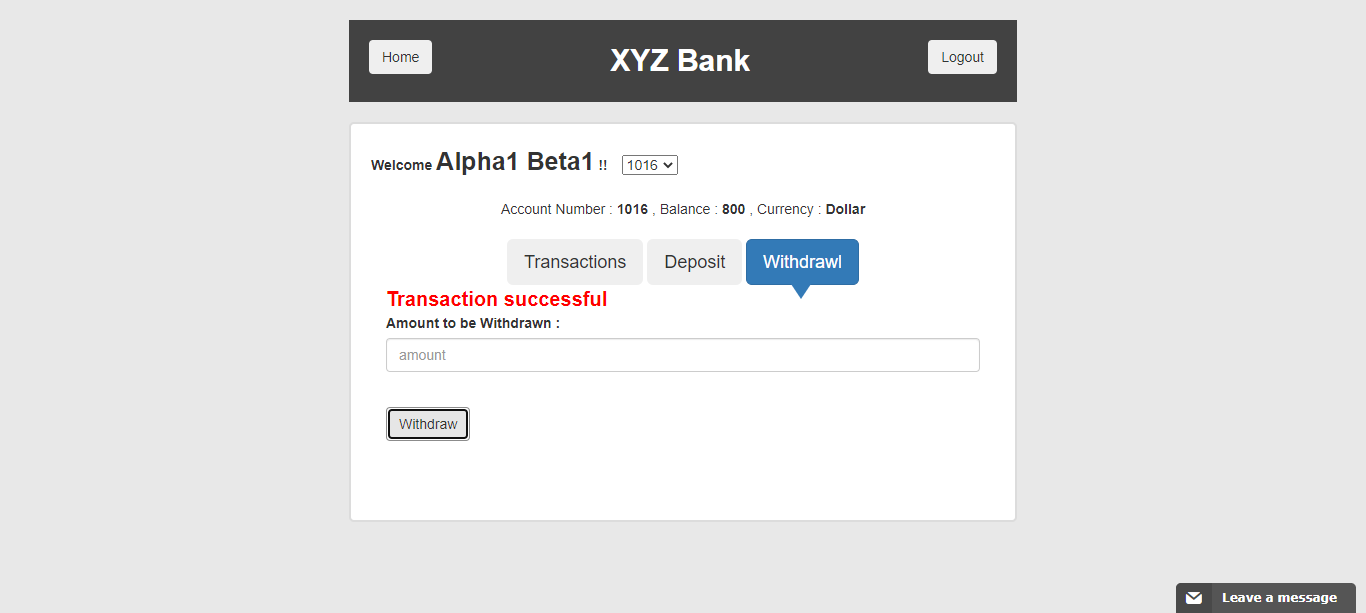 Home XYZ Bank Logout
Welcome Alpha1 Beta1 !! 1016
Account Number : 1016 , Balance : 800 , Currency : Dollar
Transactions Deposit Withdrawl
Transaction successful
Amount to be Withdrawn :
amount
Withdraw
Leave a message